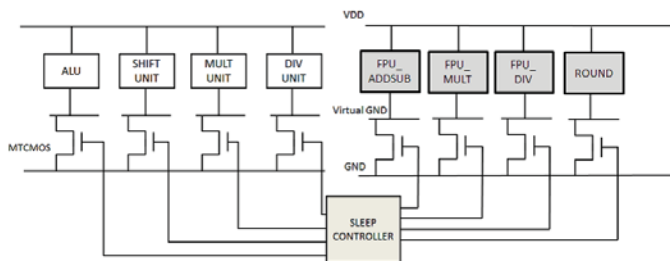 VDD
ALU
SHIFT
UNIT
MULT
UNIT
DIV
UNIT
FPU_
ADDSUB
FPU_
MULT
FPU_
DIV
ROUND
Virtual GND
MTCMOS
GND
SLEEP
CONTROLLER